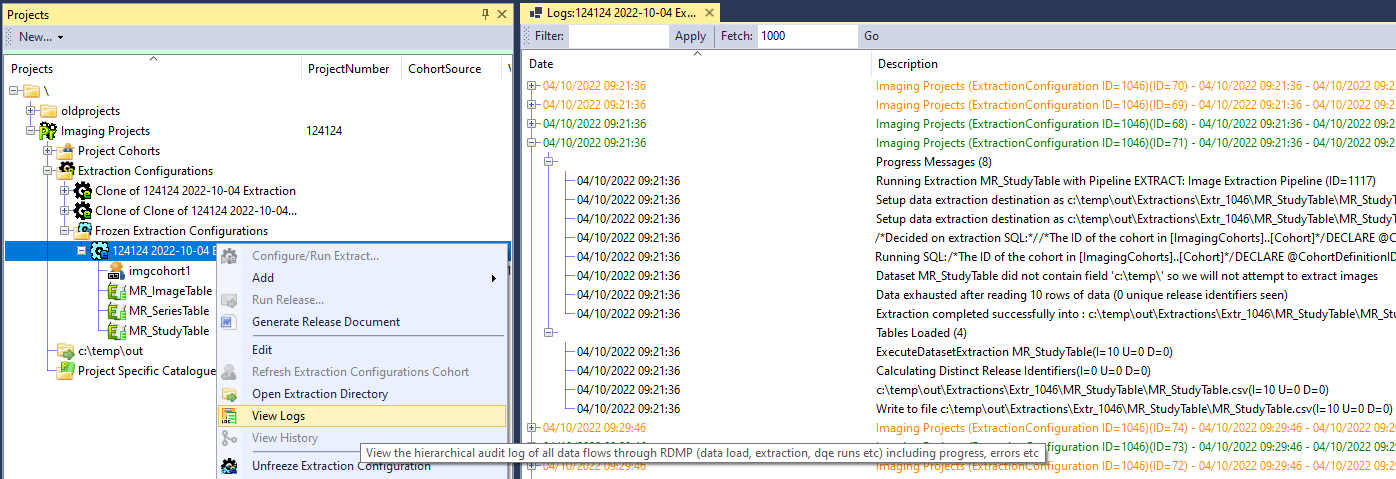 Projects
New...
Projects ProjectNumber CohortSource
\
oldprojects
Imaging Projects 124124
Project Cohorts
Extraction Configurations
Clone of 124124 2022-10-04 Extraction
Clone of Clone of 124124 2022-10-04...
Frozen Extraction Configurations
124124 2022-10-04 E
imgcohort1
MR_ImageTable
MR_SeriesTable
MR_StudyTable
c:\temp\out
Project Specific Catalogue
Configure/Run Extract...
Add
Run Release...
Generate Release Document
Edit
Refresh Extraction Configurations Cohort
Open Extraction Directory
View Logs
View History
Unfreeze Extraction Configuration
View the hierarchical audit log of all data flows through RDMP (data load, extraction, dqe runs etc) including progress, errors etc
Logs:124124 2022-10-04 Ex...
Filter: Apply Fetch: 1000 Go
Date Description
04/10/2022 09:21:36 Imaging Projects (ExtractionConfiguration ID=1046)(ID=70) - 04/10/2022 09:21:36 - 04/10/2022 09:2
04/10/2022 09:21:36 Imaging Projects (ExtractionConfiguration ID=1046)(ID=69) - 04/10/2022 09:21:36 - 04/10/2022 09:2
04/10/2022 09:21:36 Imaging Projects (ExtractionConfiguration ID=1046)(ID=68) - 04/10/2022 09:21:36 - 04/10/2022 09:2
04/10/2022 09:21:36 Imaging Projects (ExtractionConfiguration ID=1046)(ID=71) - 04/10/2022 09:21:36 - 04/10/2022 09:2
Progress Messages (8)
04/10/2022 09:21:36 Running Extraction MR_StudyTable with Pipeline EXTRACT: Image Extraction Pipeline (ID=1117)
04/10/2022 09:21:36 Setup data extraction destination as c:\temp\out\Extractions\Extr_1046\MR_StudyTable\MR_Study
04/10/2022 09:21:36 Setup data extraction destination as c:\temp\out\Extractions\Extr_1046\MR_StudyTable\MR_Study
04/10/2022 09:21:36 /*Decided on extraction SQL:*//*The ID of the cohort in [ImagingCohorts]..[Cohort]*/DECLARE @C
04/10/2022 09:21:36 Running SQL:/*The ID of the cohort in [ImagingCohorts]..[Cohort]*/DECLARE @CohortDefinitionID
04/10/2022 09:21:36 Dataset MR_StudyTable did not contain field 'c:\temp\' so we will not attempt to extract images
04/10/2022 09:21:36 Data exhausted after reading 10 rows of data (0 unique release identifiers seen)
04/10/2022 09:21:36 Extraction completed successfully into : c:\temp\out\Extractions\Extr_1046\MR_StudyTable\MR_Stu
Tables Loaded (4)
04/10/2022 09:21:36 ExecuteDatasetExtraction MR_StudyTable(I=10 U=0 D=0)
04/10/2022 09:21:36 Calculating Distinct Release Identifiers(I=0 U=0 D=0)
04/10/2022 09:21:36 c:\temp\out\Extractions\Extr_1046\MR_StudyTable\MR_StudyTable.csv(I=10 U=0 D=0)
04/10/2022 09:21:36 Write to file c:\temp\out\Extractions\Extr_1046\MR_StudyTable\MR_StudyTable.csv(I=10 U=0 D=0)
04/10/2022 09:29:46 Imaging Projects (ExtractionConfiguration ID=1046)(ID=74) - 04/10/2022 09:29:46 - 04/10/2022 09:2
(ExtractionConfiguration ID=1046)(ID=73) - 04/10/2022 09:29:46 - 04/10/2022 09:2
04/10/2022 09:29:46 Imaging Projects (ExtractionConfiguration ID=1046)(ID=72) - 04/10/2022 09:29:46 - 04/10/2022 09:2